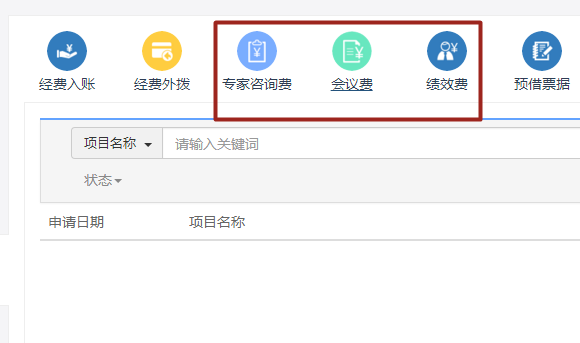 经费入账 经费外拨 专家咨询费 会议费 绩效费 预借票据
项目名称 请输入关键词
状态
申请日期 项目名称